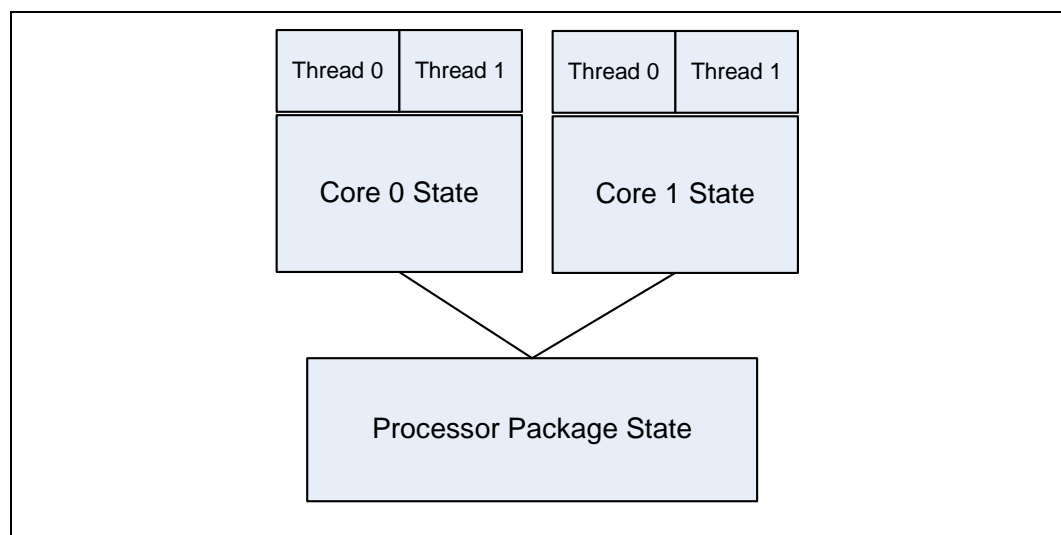 Thread 0
Thread 1
Thread 0
Thread 1
Core 0 State
Core 1 State
Processor Package State